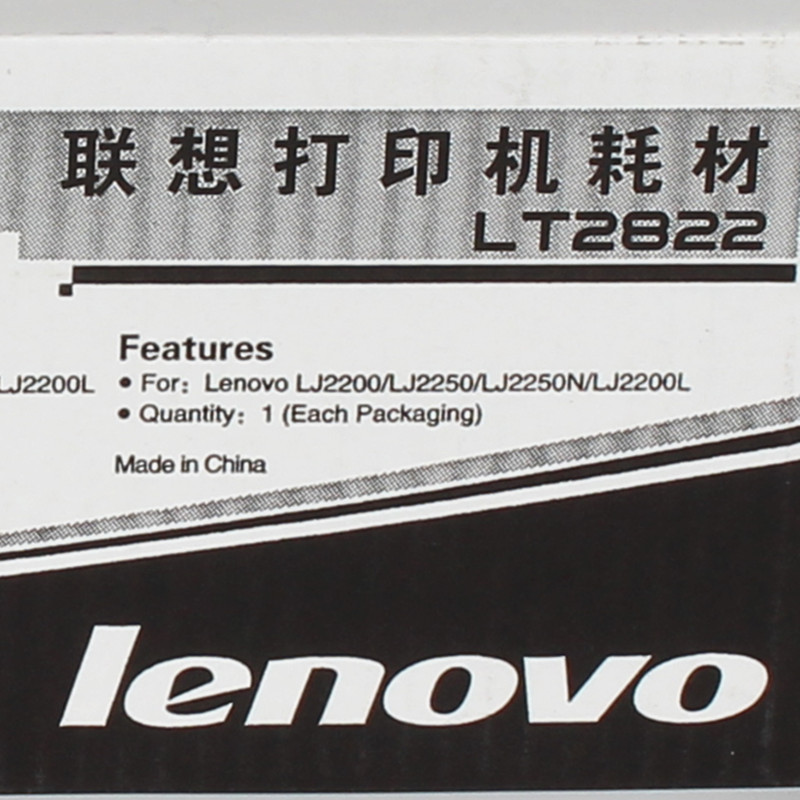 联想打印机耗材
LT2822
Features
LJ2200L
• For: Lenovo LJ2200/LJ2250/LJ2250N/LJ2200L
• Quantity: 1 (Each Packaging)
Made in China
lenovo